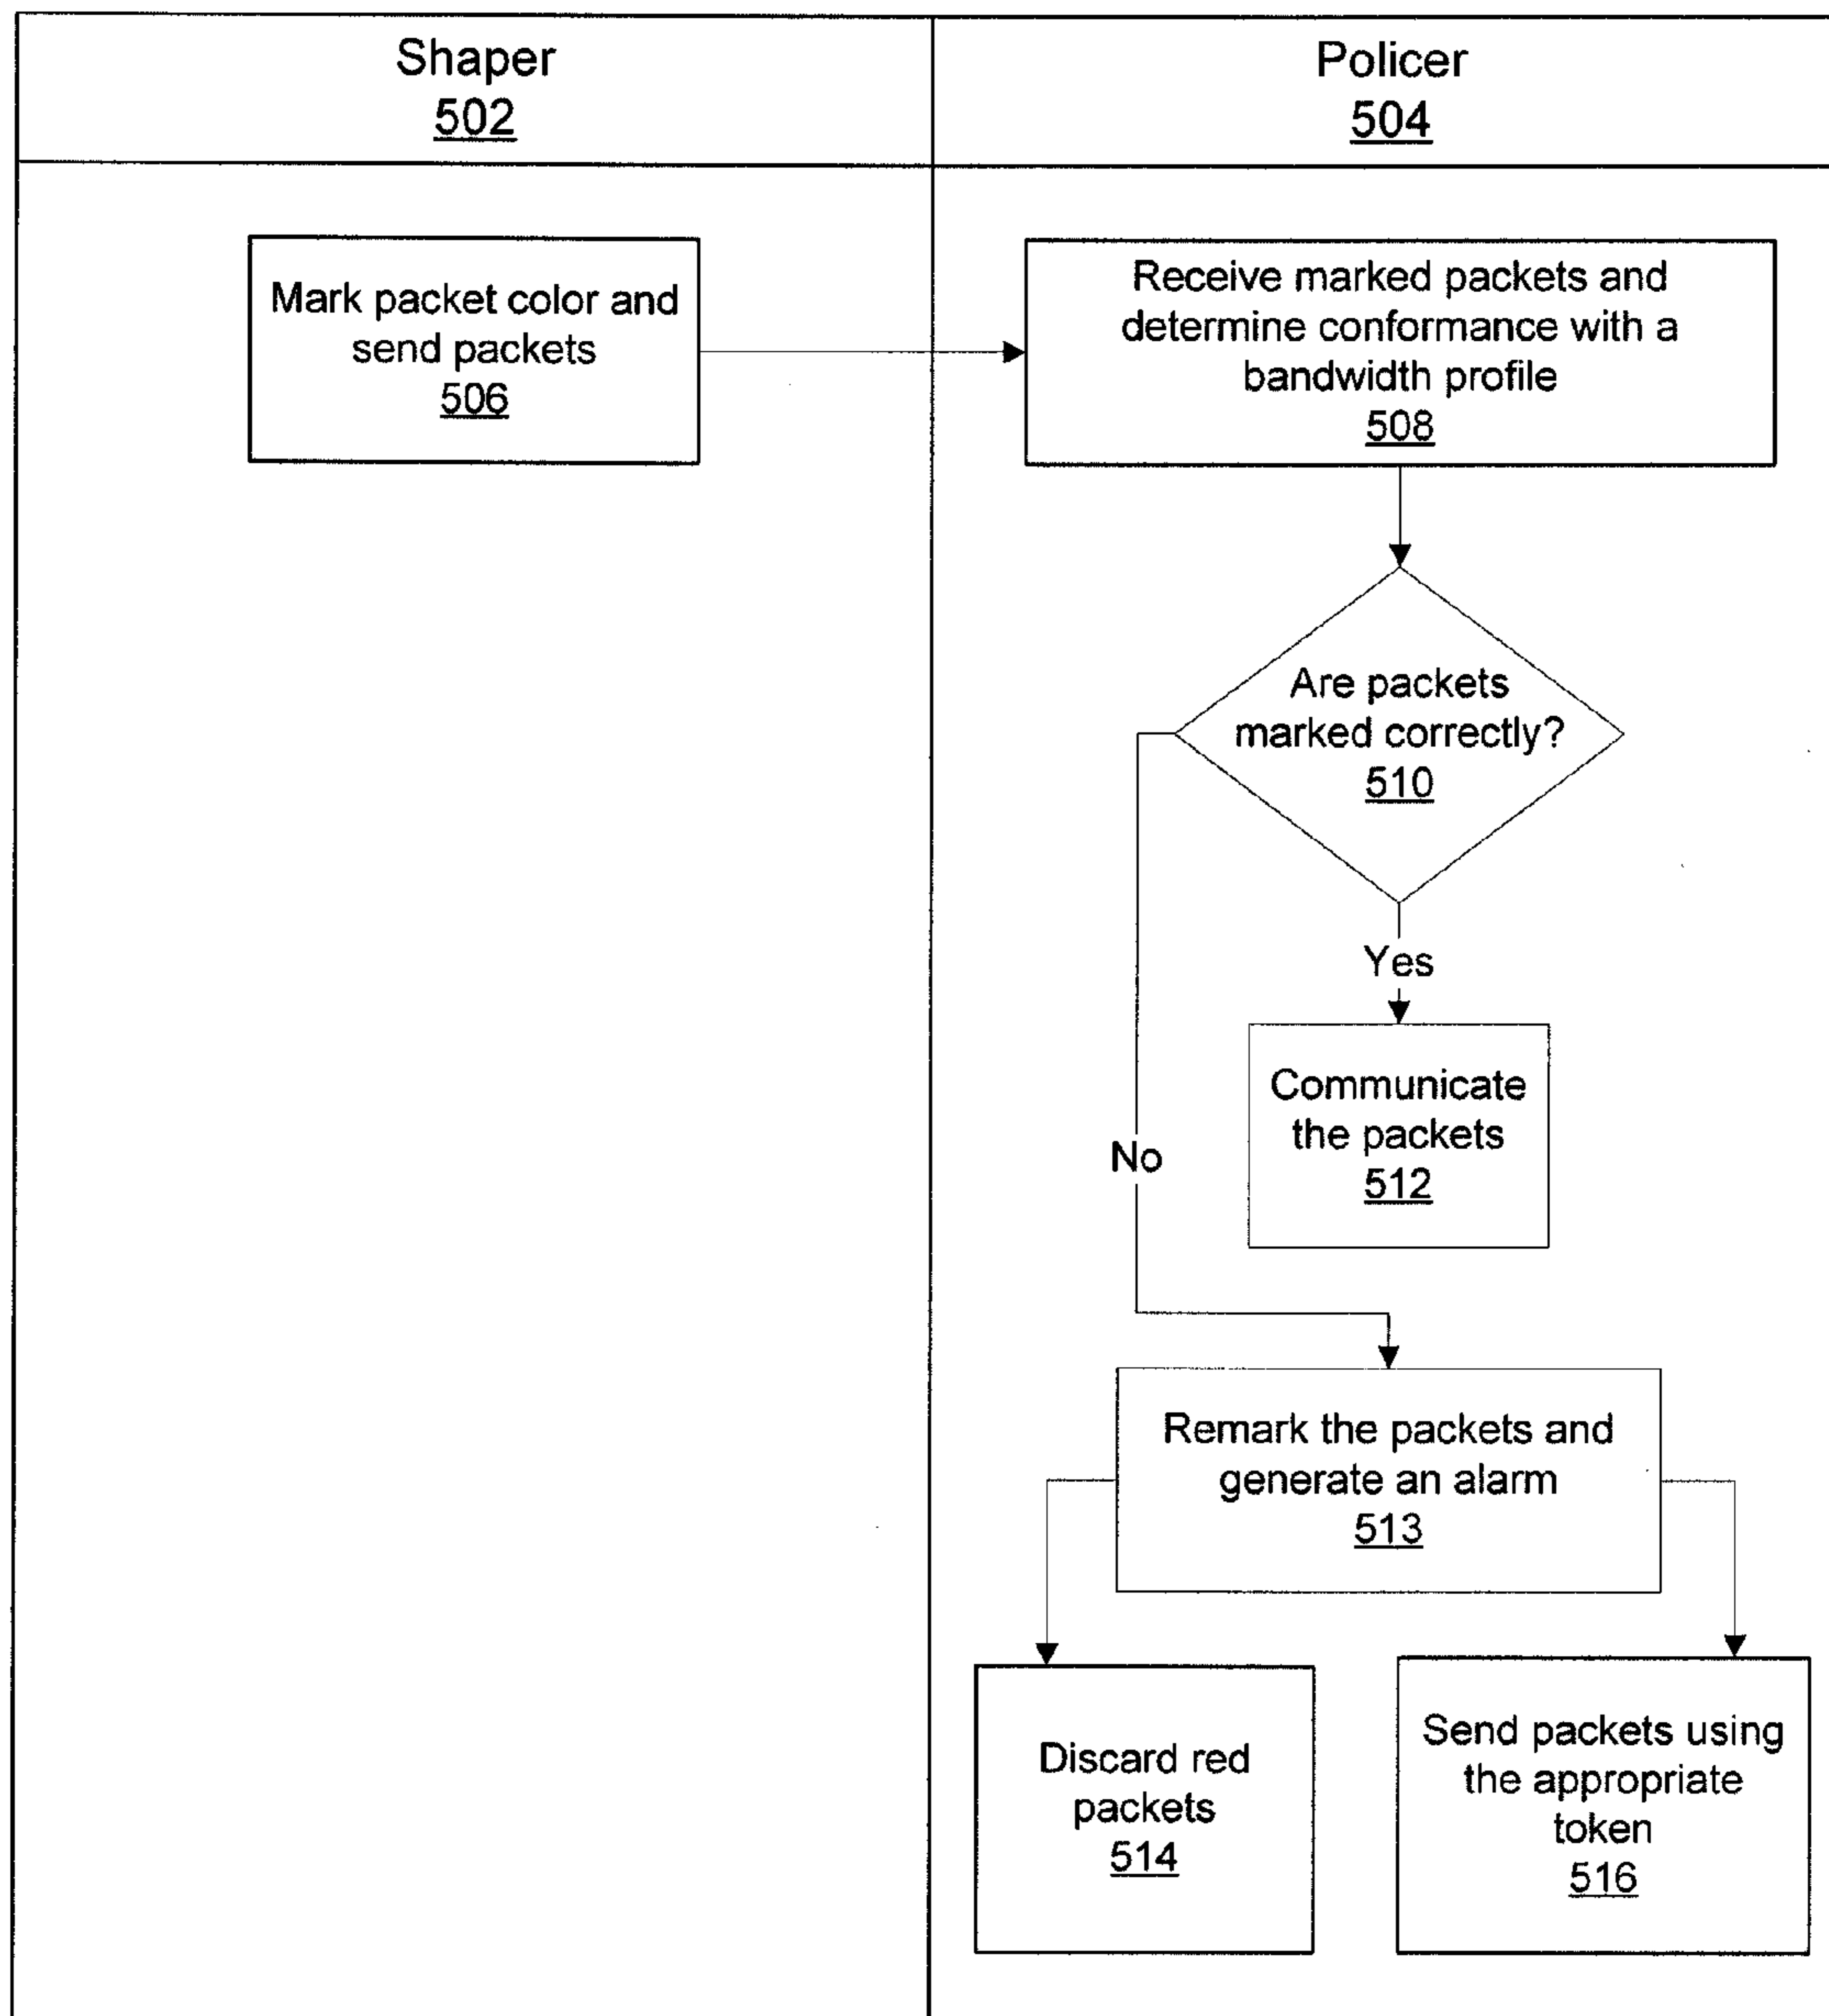 Shaper
502
Policer
504
Mark packet color and
send packets
506
Receive marked packets and
determine conformance with a
bandwidth profile
508
Are packets
marked correctly?
510
Yes
Communicate
the packets
512
No
Remark the packets and
generate an alarm
513
Discard red
packets
514
Send packets using
the appropriate
token
516